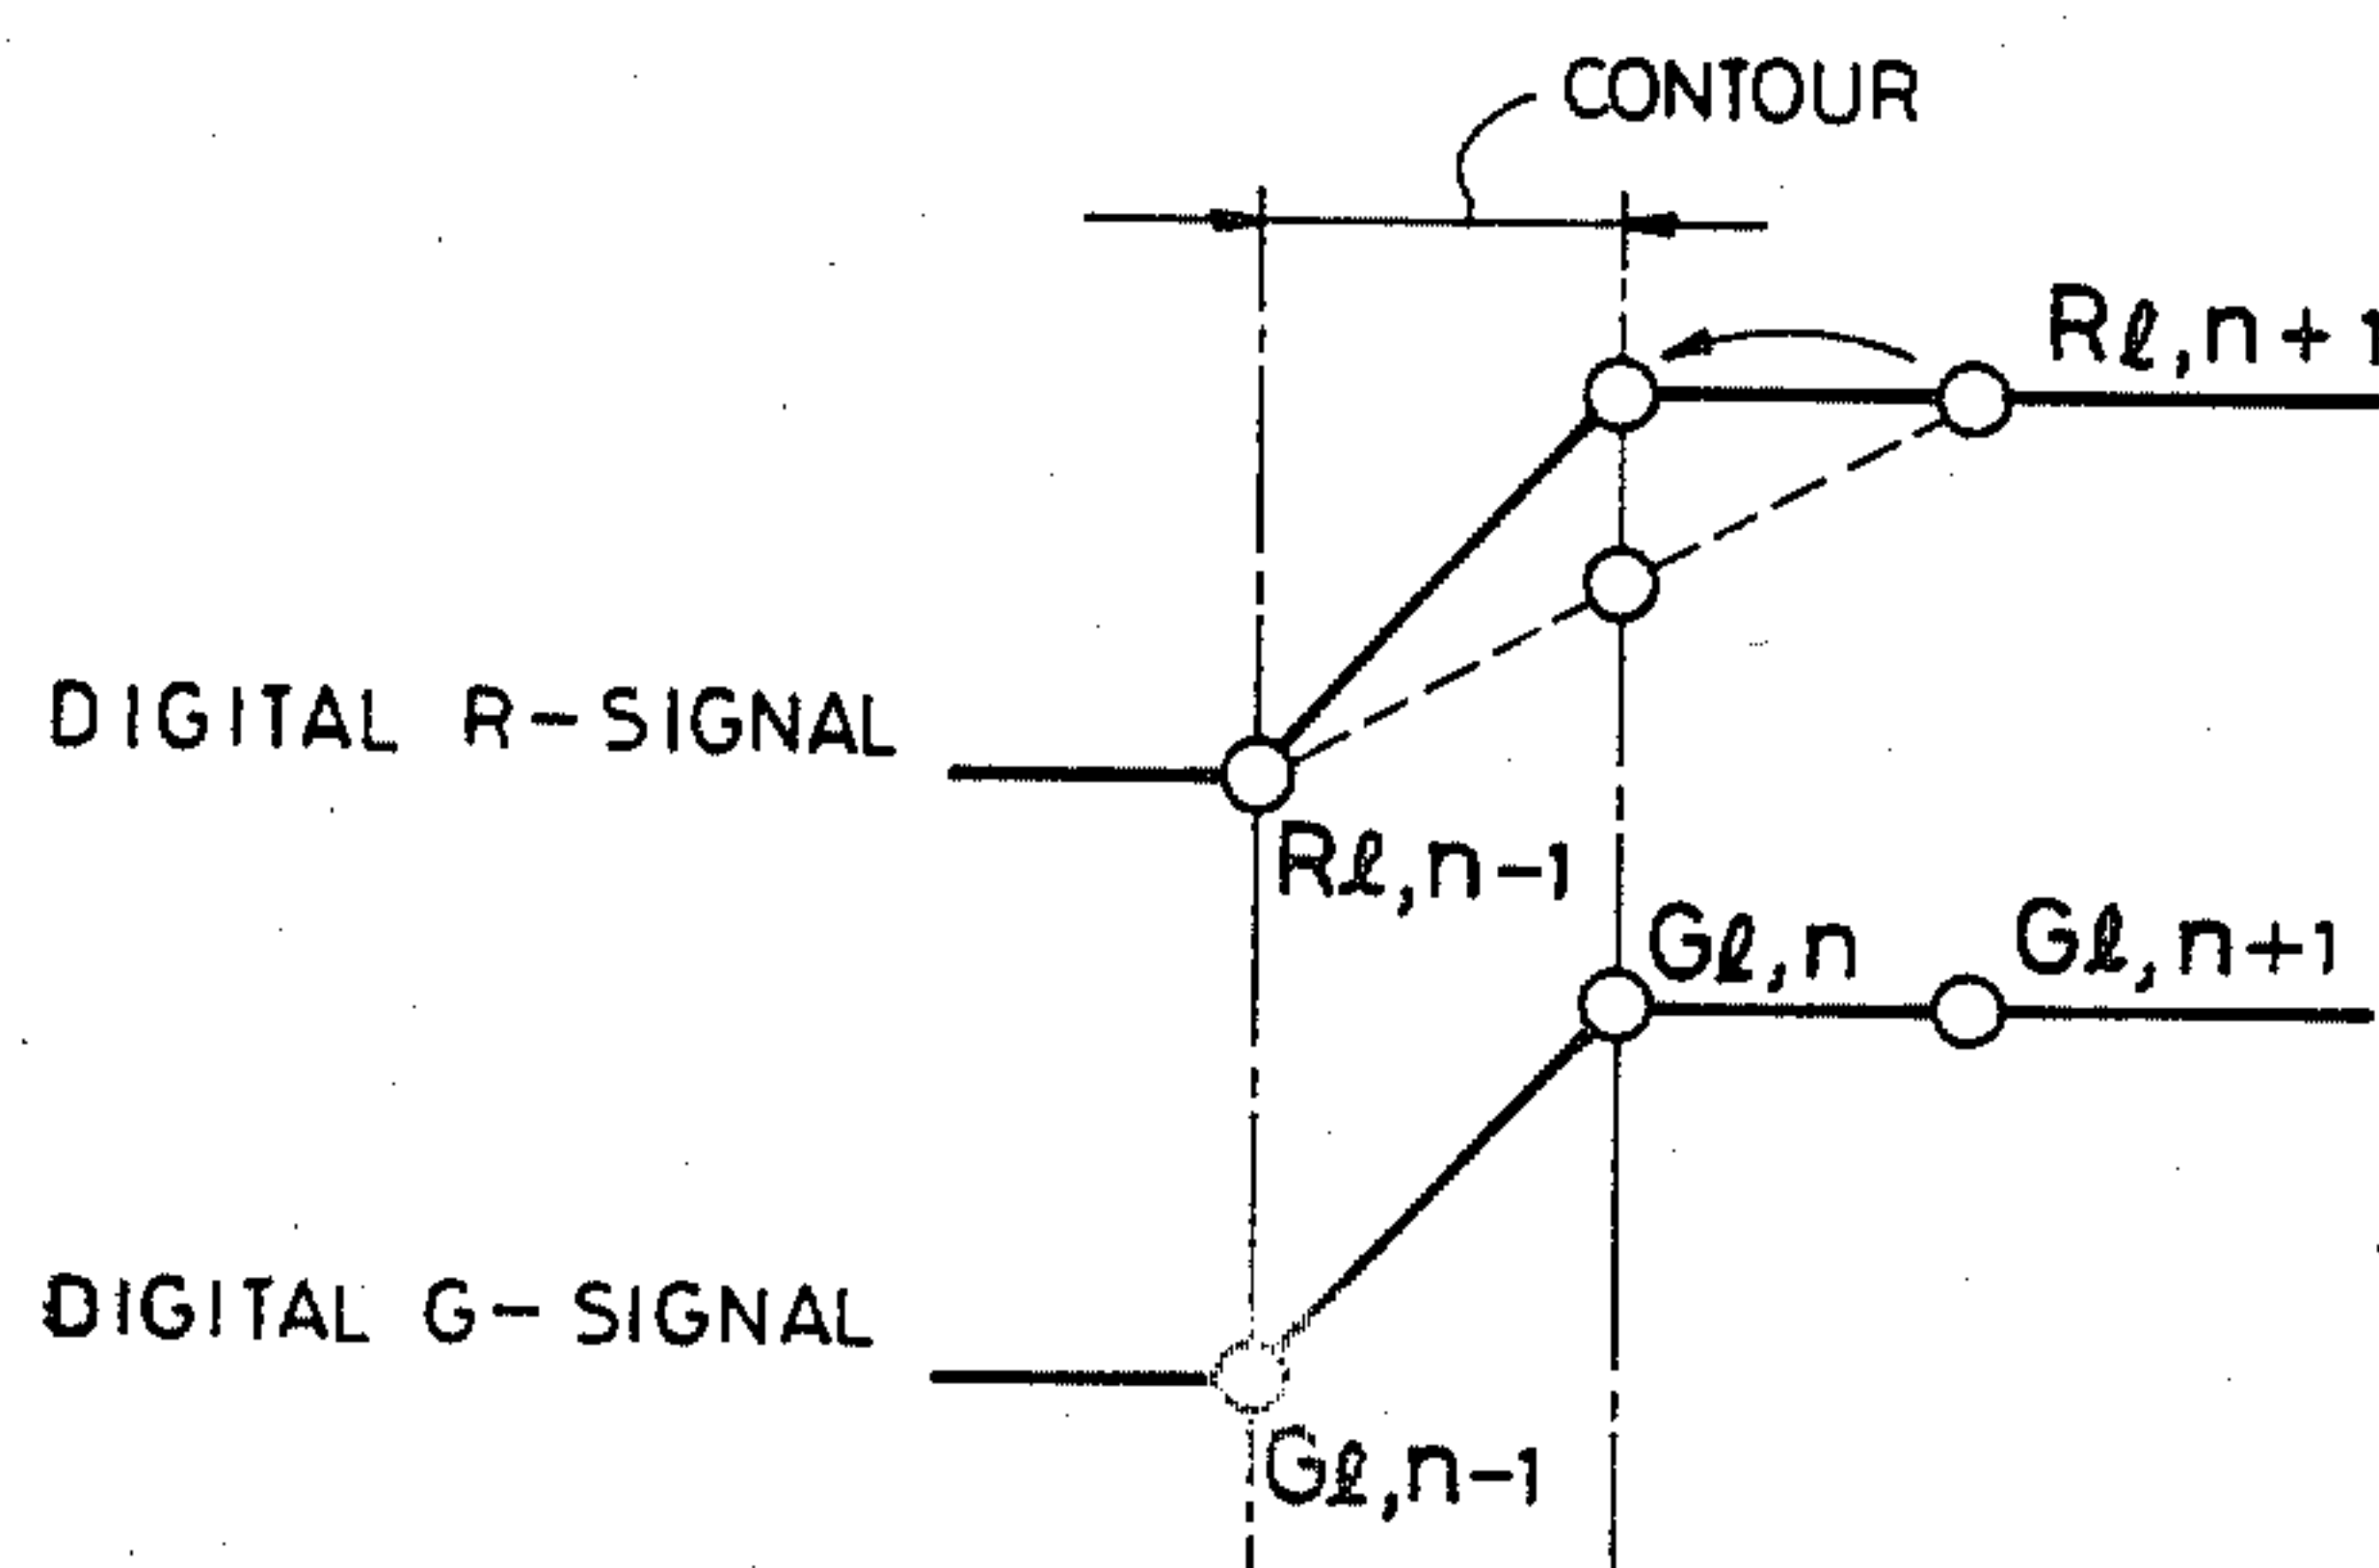 CONTOUR
Rℓ,n+1
DIGITAL R-SIGNAL
Rℓ,n-1
Gℓ,n
Gℓ,n+1
DIGITAL G-SIGNAL
Gℓ,n-1